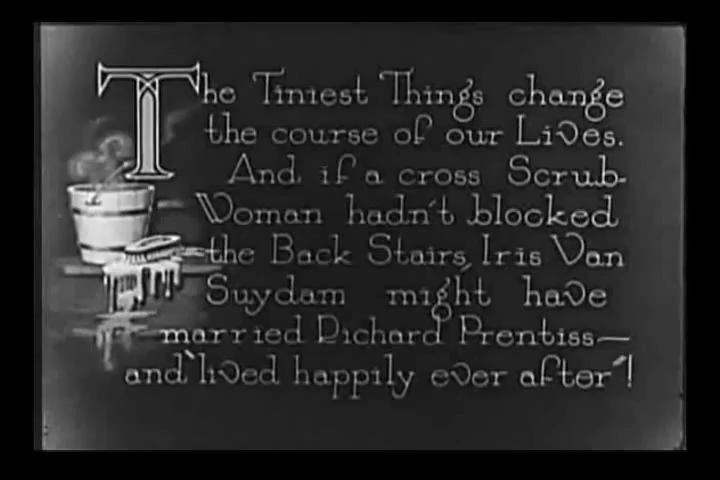 The Tiniest Things change
the course of our Lives.
And if a cross Scrub-
Woman hadn't blocked
the Back Stairs, Iris Van
Suydam might have
married Richard Prentiss—
and "lived happily ever after"!